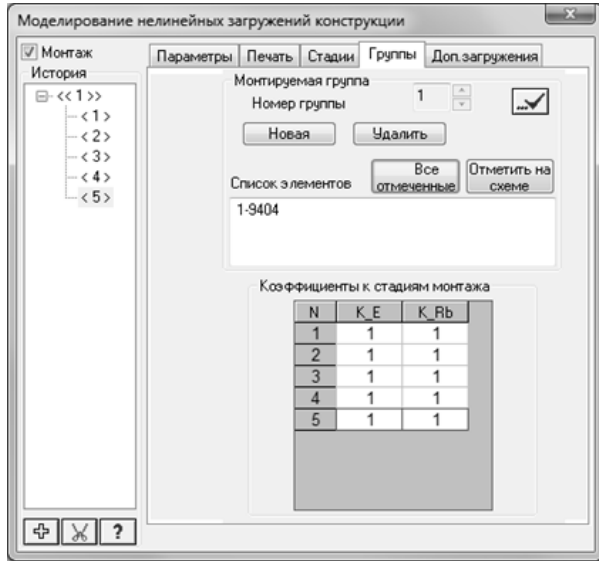 Моделирование нелинейных загружений конструкции
Монтаж
История
<< 1 >>
< 1 >
< 2 >
< 3 >
< 4 >
< 5 >
Параметры Печать Стадии Группы Доп.загружения
Монтируемая группа
Номер группы 1
Новая Удалить
Список элементов Все отмеченные Отметить на схеме
1-9404
Коэффициенты к стадиям монтажа
N K_E K_Rb
1 1 1
2 1 1
3 1 1
4 1 1
5 1 1
?